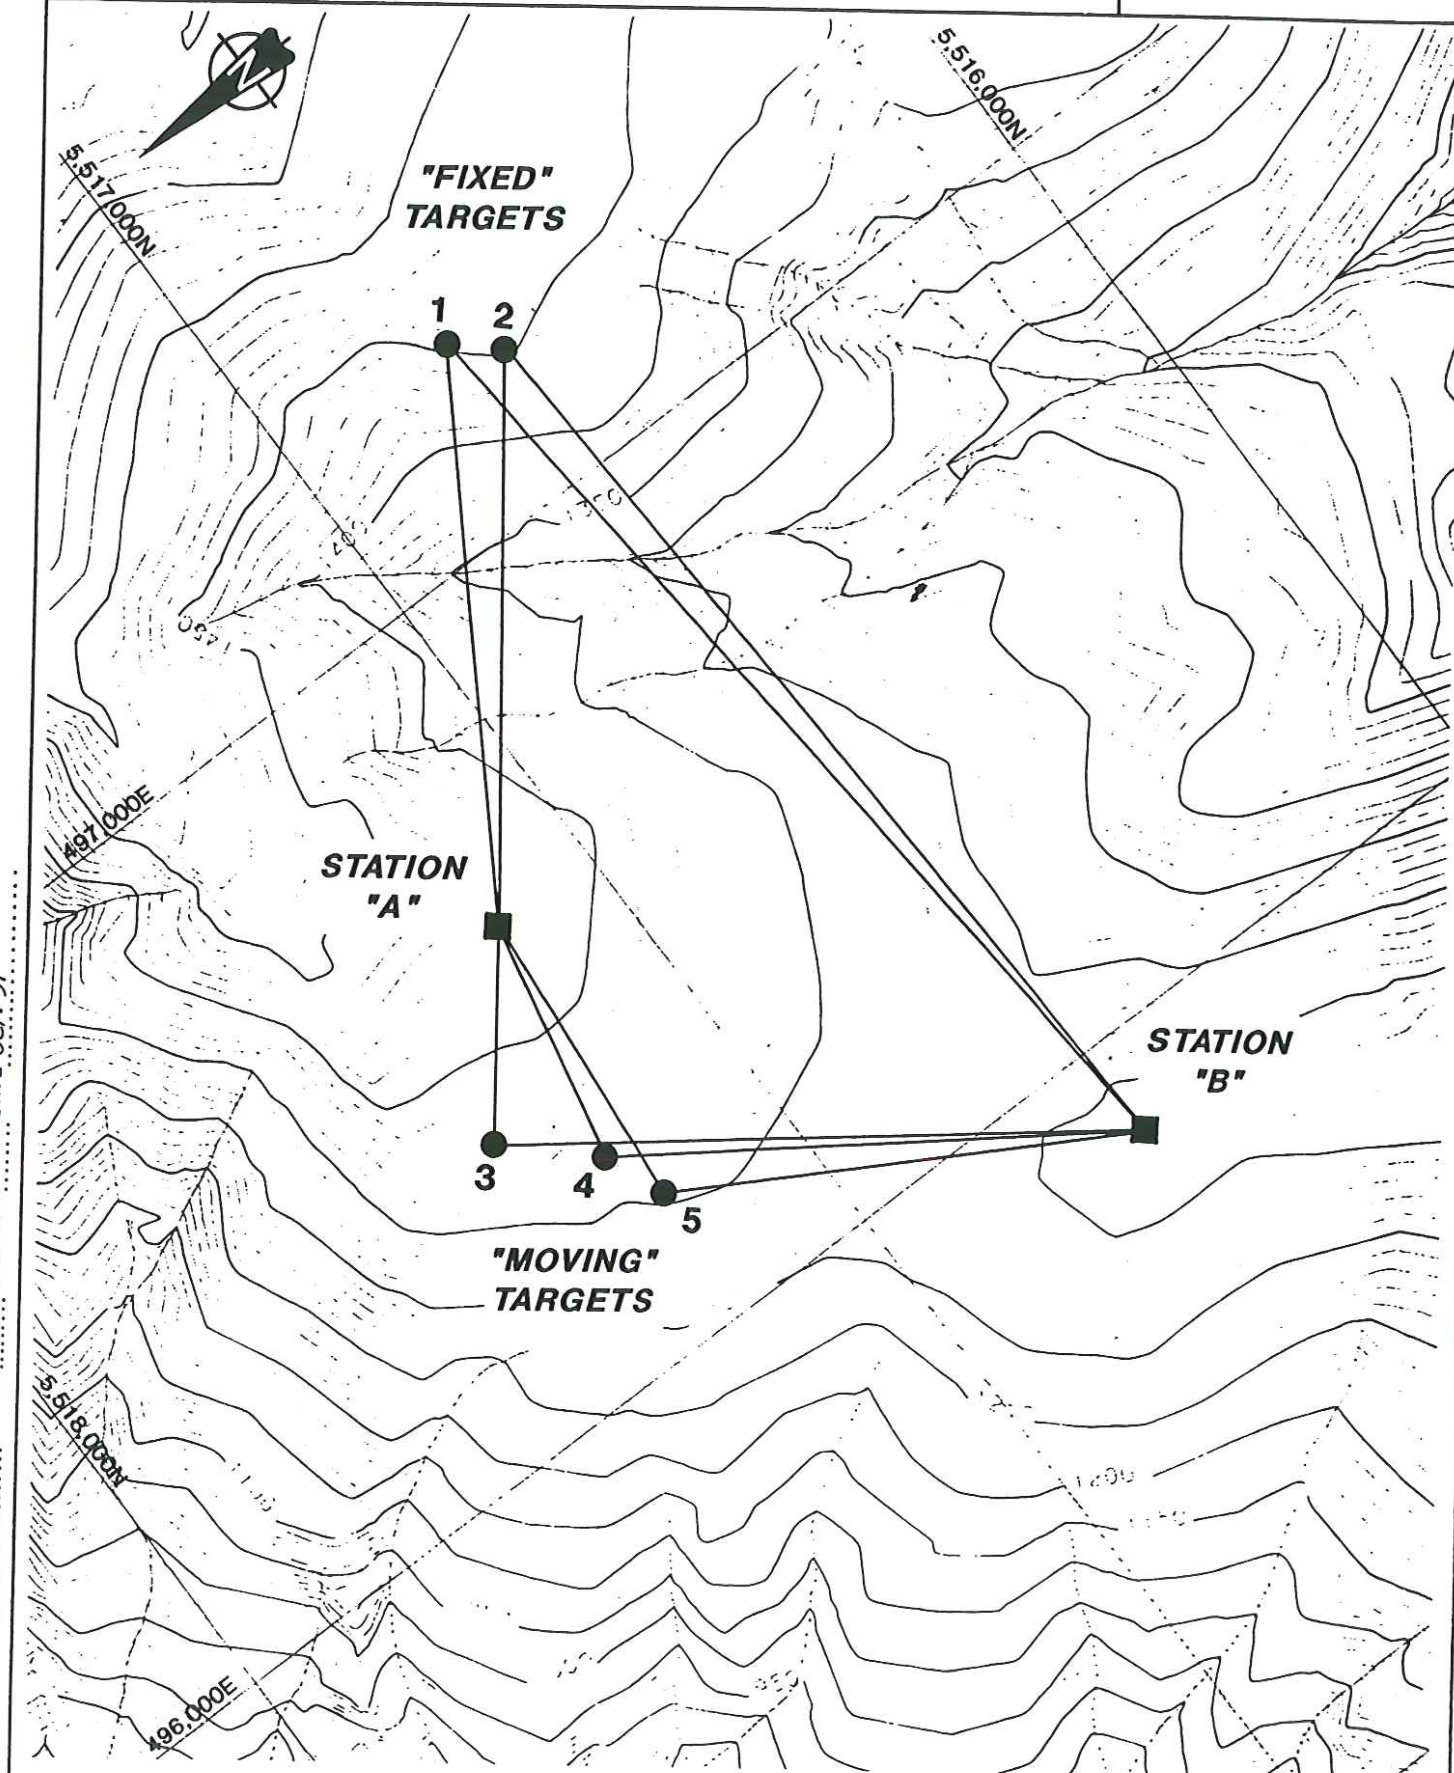 N
5,516,000N
5,517,000N
"FIXED"
TARGETS
1
2
497,000E
STATION
"A"
STATION
"B"
3
4
5
"MOVING"
TARGETS
5,518,000N
1200
496,000E